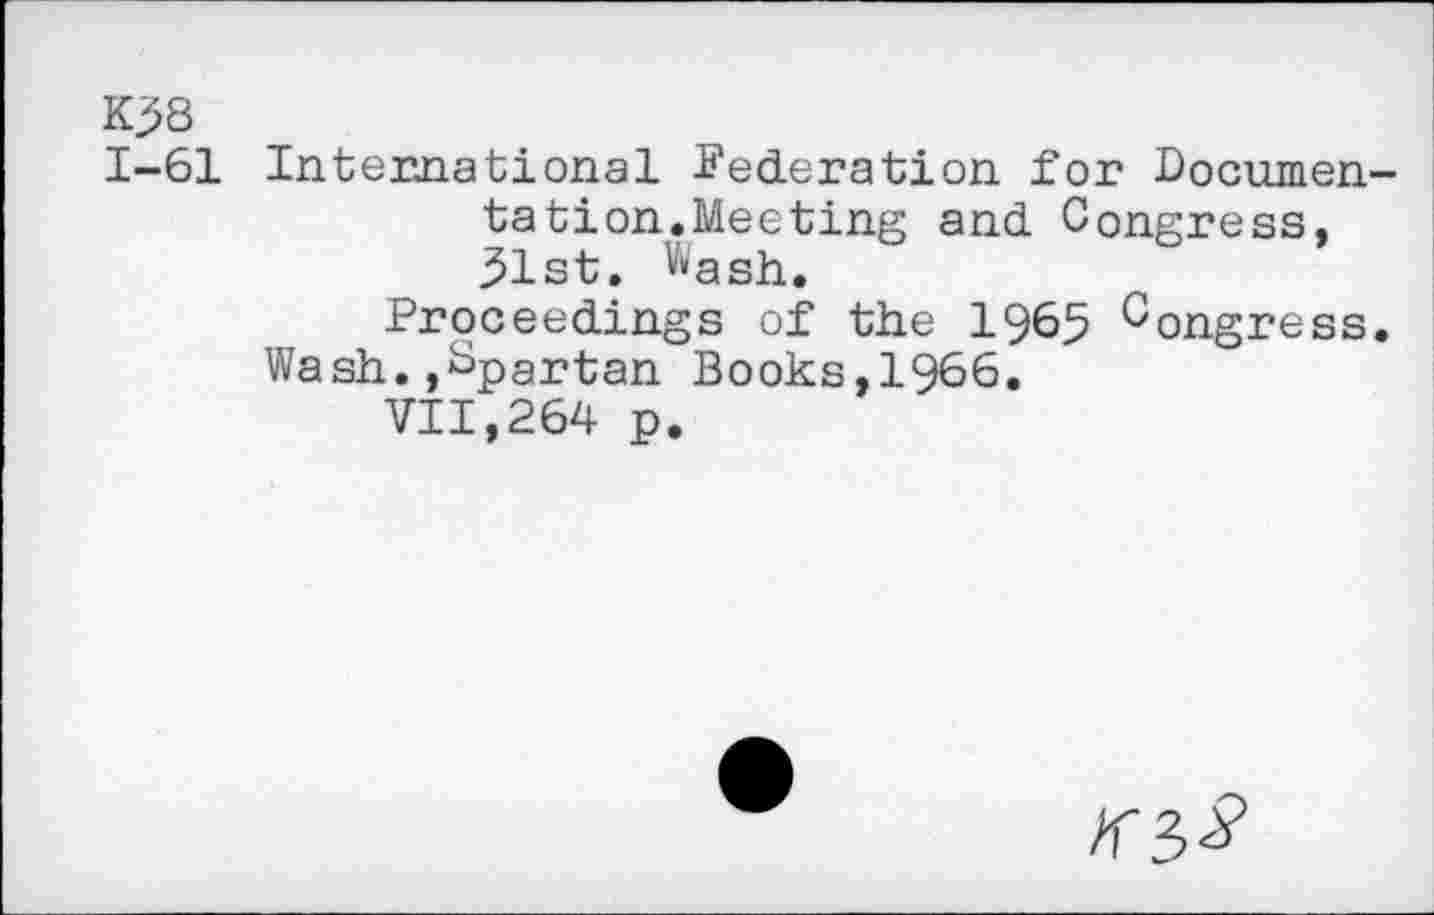 K38
I-61 International Federation for Documen-
tation.Meeting and Congress,
31st. Wash.
Proceedings of the 1965 Congress.
Wash.,Spartan Books,1966.
VII,264 p.
K38